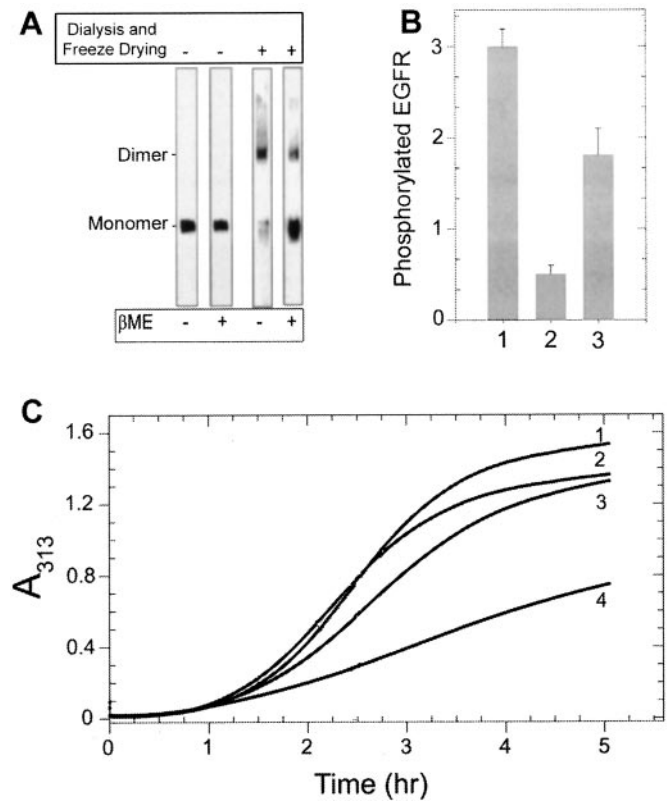 A
Dialysis and
Freeze Drying - - + +
Dimer
Monomer
βME - + - +
B
Phosphorylated EGFR
3
2
1
0
1 2 3
C
A313
1.6
1.2
0.8
0.4
0
1
2
3
4
0 1 2 3 4 5
Time (hr)